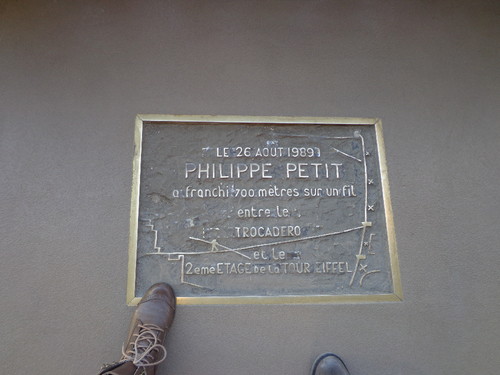 LE 26 AOUT 1989
PHILIPPE PETIT
a franchi 700 mètres sur un fil
entre le
TROCADERO
et le
2eme ETAGE de la TOUR EIFFEL